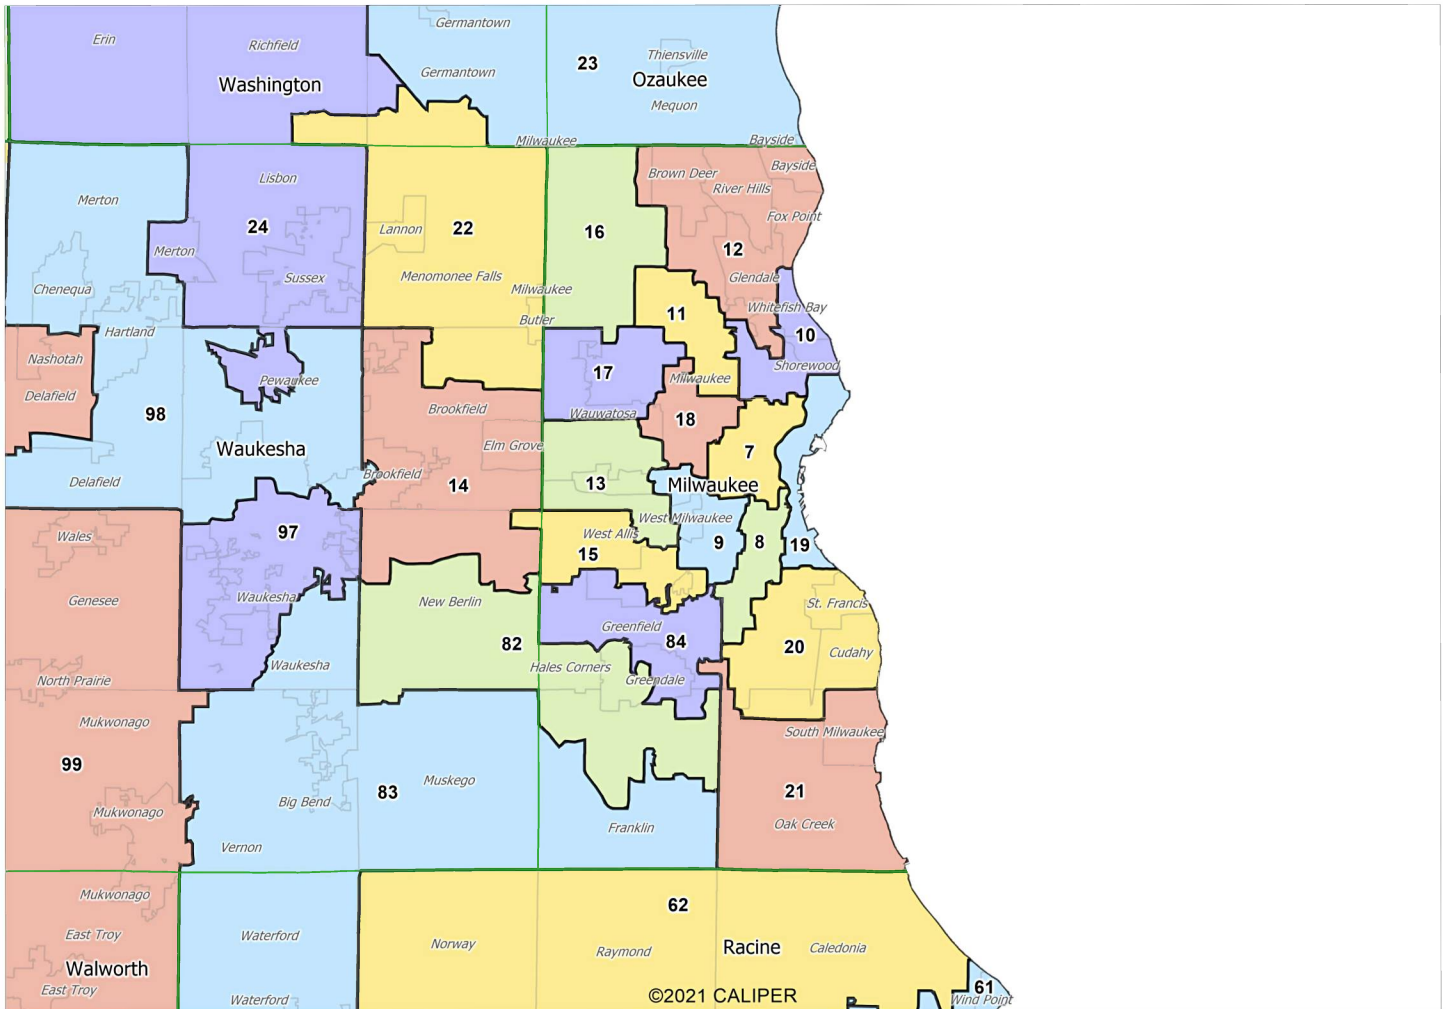 Germantown
Erin
Richfield
Thiensville
23
Germantown
Ozaukee
Washington
Mequon
Milwaukee
Bayside
Bayside
Brown Deer
Lisbon
River Hills
Merton
Fox Point
24
Lannon
22
16
12
Merton
Menomonee Falls
Sussex
Glendale
Chenequa
Milwaukee
Whitefish Bay
11
Butler
Hartland
10
Nashotah
Shorewood
17
Pewaukee
Milwaukee
Delafield
Brookfield
98
Wauwatosa
18
Elm Grove
Waukesha
7
Brookfield
Delafield
14
13
Milwaukee
West Milwaukee
97
West Allis
Wales
15
9
8
19
Waukesha
Genesee
New Berlin
St. Francis
Greenfield
82
84
20
Cudahy
Waukesha
Hales Corners
North Prairie
Greendale
Mukwonago
South Milwaukee
99
Muskego
83
21
Big Bend
Mukwonago
Franklin
Oak Creek
Vernon
Mukwonago
62
East Troy
Waterford
Norway
Raymond
Racine
Caledonia
Walworth
East Troy
61
Waterford
©2021 CALIPER
Wind Point